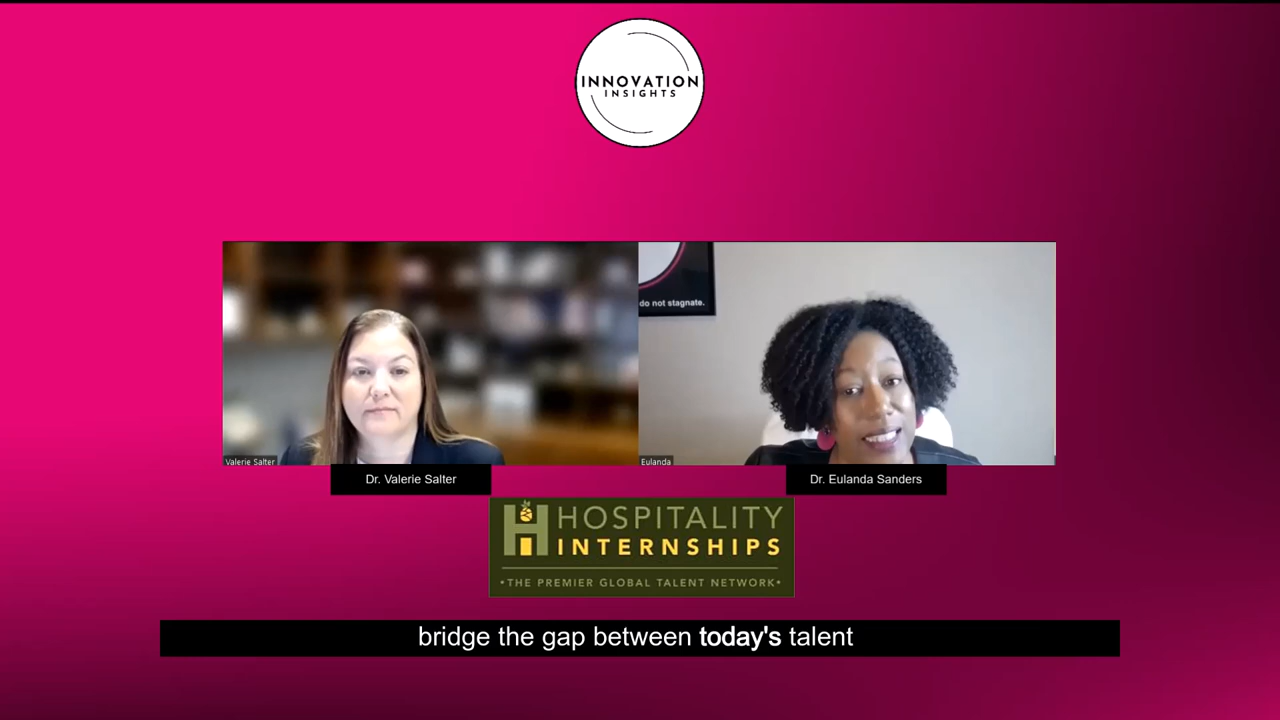 INNOVATION
INSIGHTS
do not stagnate.
Valerie Salter
Eulanda
Dr. Valerie Salter
Dr. Eulanda Sanders
HOSPITALITY
INTERNSHIPS
•THE PREMIER GLOBAL TALENT NETWORK•
bridge the gap between today's talent